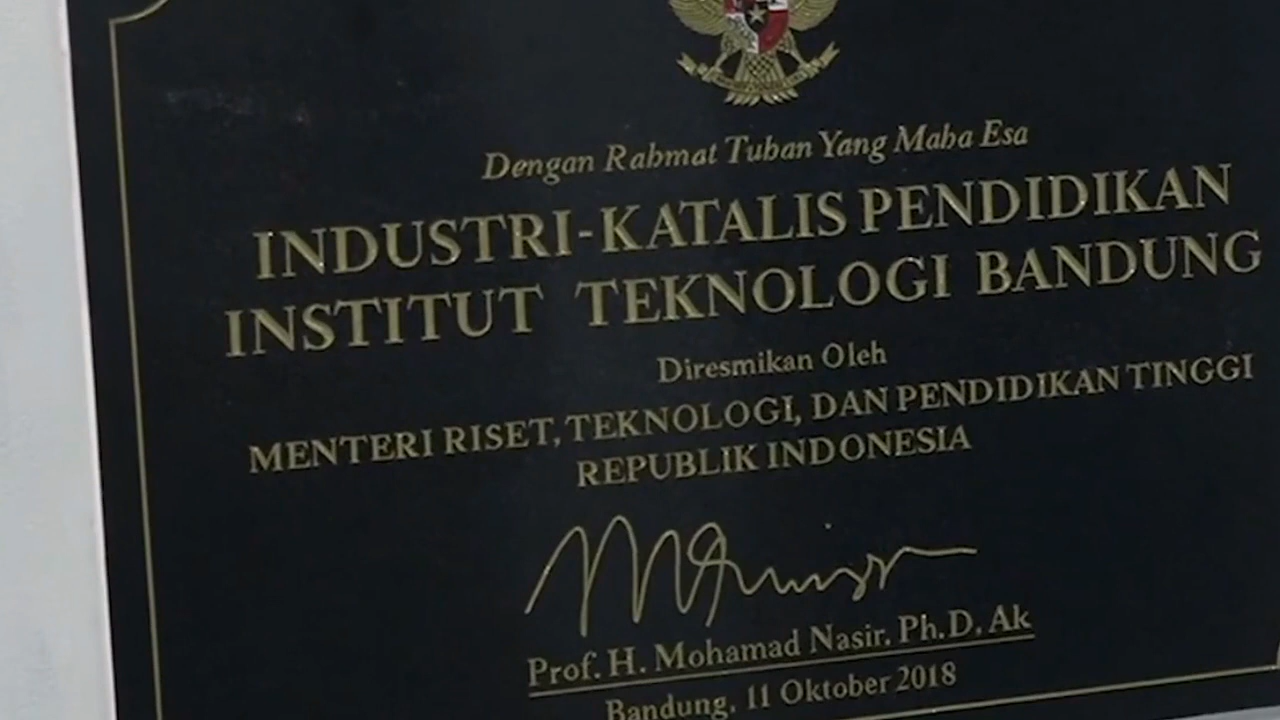 Dengan Rahmat Tuhan Yang Maha Esa
INDUSTRI-KATALIS PENDIDIKAN
INSTITUT TEKNOLOGI BANDUNG
Diresmikan Oleh
MENTERI RISET, TEKNOLOGI, DAN PENDIDIKAN TINGGI
REPUBLIK INDONESIA
Prof. H. Mohamad Nasir. Ph.D. Ak
Bandung, 11 Oktober 2018